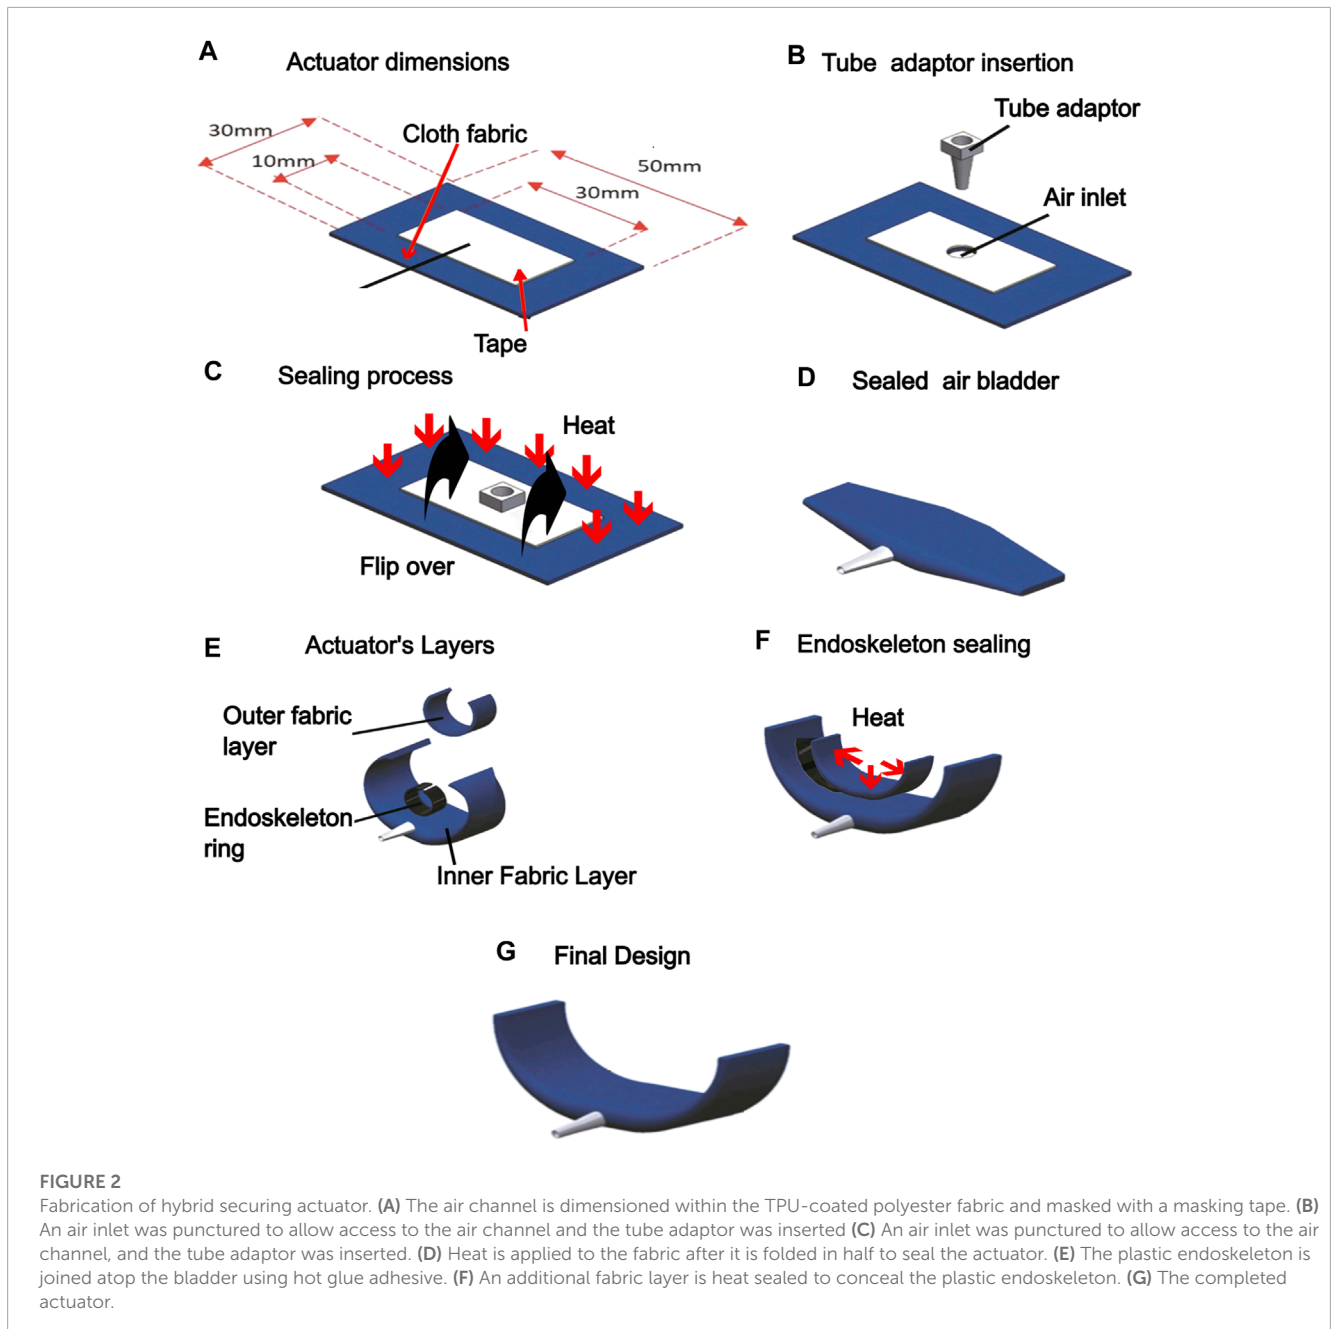 A
Actuator dimensions
30mm
10mm
Cloth fabric
50mm
30mm
Tape
B
Tube adaptor insertion
Tube adaptor
Air inlet
C
Sealing process
Heat
Flip over
D
Sealed air bladder
E
Actuator's Layers
Outer fabric
layer
Endoskeleton
ring
Inner Fabric Layer
F
Endoskeleton sealing
Heat
G
Final Design
FIGURE 2
Fabrication of hybrid securing actuator. (A) The air channel is dimensioned within the TPU-coated polyester fabric and masked with a masking tape. (B)
An air inlet was punctured to allow access to the air channel and the tube adaptor was inserted (C) An air inlet was punctured to allow access to the air
channel, and the tube adaptor was inserted. (D) Heat is applied to the fabric after it is folded in half to seal the actuator. (E) The plastic endoskeleton is
joined atop the bladder using hot glue adhesive. (F) An additional fabric layer is heat sealed to conceal the plastic endoskeleton. (G) The completed
actuator.